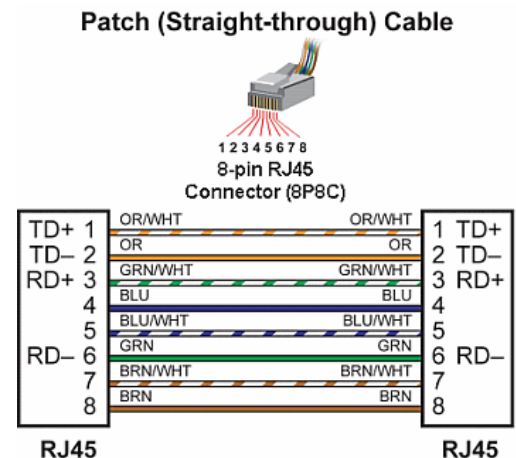 Patch (Straight-through) Cable
1 2 3 4 5 6 7 8
8-pin RJ45
Connector (8P8C)
TD+ 1 OR/WHT OR/WHT 1 TD+
TD– 2 OR OR 2 TD–
RD+ 3 GRN/WHT GRN/WHT 3 RD+
4 BLU BLU 4
5 BLU/WHT BLU/WHT 5
RD– 6 GRN GRN 6 RD–
7 BRN/WHT BRN/WHT 7
8 BRN BRN 8
RJ45 RJ45